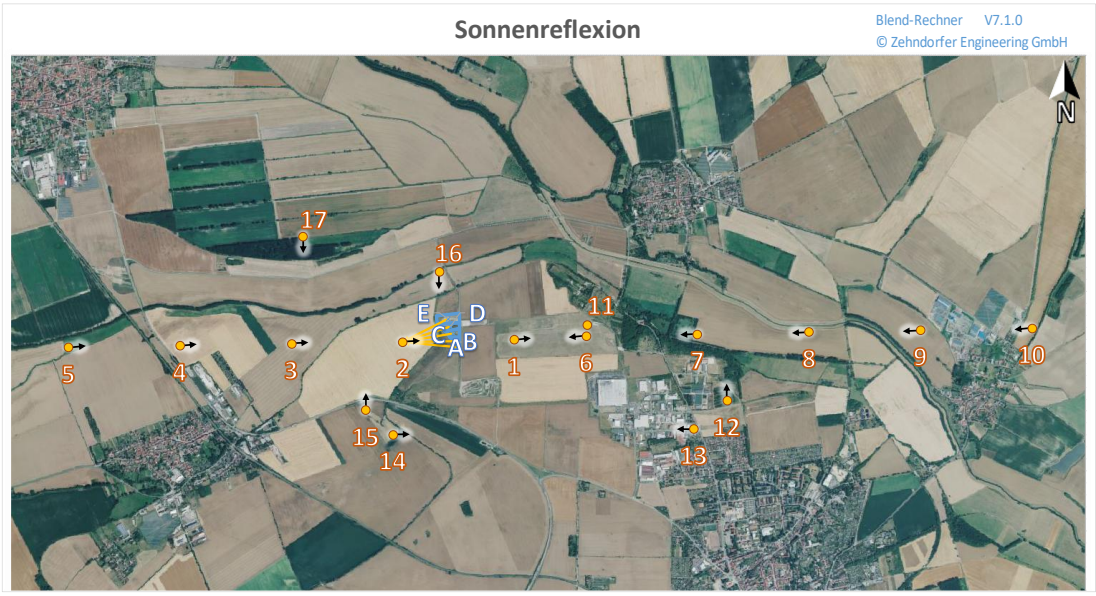 Sonnenreflexion
Blend-Rechner V7.1.0
© Zehndorfer Engineering GmbH
N
17
16
E D
11
C B
A
5 4 3 2 1 6 7 8 9 10
15
14
13
12